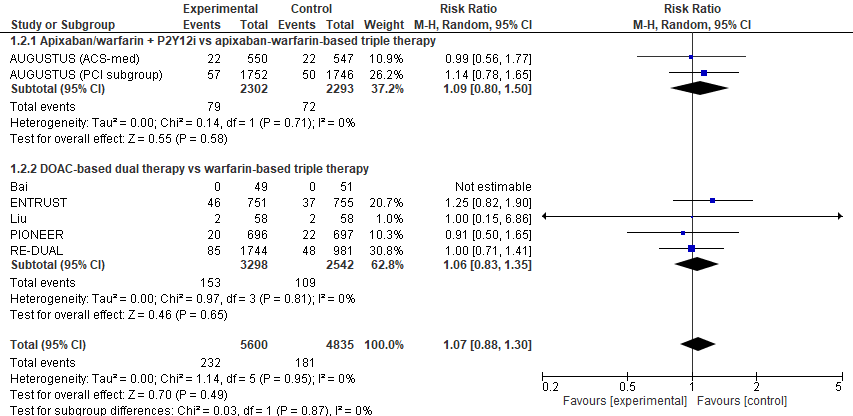 Experimental Control Risk Ratio Risk Ratio
Study or Subgroup Events Total Events Total Weight M-H, Random, 95% CI M-H, Random, 95% CI
1.2.1 Apixaban/warfarin + P2Y12i vs apixaban-warfarin-based triple therapy
AUGUSTUS (ACS-med) 22 550 22 547 10.9% 0.99 [0.56, 1.77]
AUGUSTUS (PCI subgroup) 57 1752 50 1746 26.2% 1.14 [0.78, 1.65]
Subtotal (95% CI) 2302 2293 37.2% 1.09 [0.80, 1.50]
Total events 79 72
Heterogeneity: Tau² = 0.00; Chi² = 0.14, df = 1 (P = 0.71); I² = 0%
Test for overall effect: Z = 0.55 (P = 0.58)
1.2.2 DOAC-based dual therapy vs warfarin-based triple therapy
Bai 0 49 0 51 Not estimable
ENTRUST 46 751 37 755 20.7% 1.25 [0.82, 1.90]
Liu 2 58 2 58 1.0% 1.00 [0.15, 6.86]
PIONEER 20 696 22 697 10.3% 0.91 [0.50, 1.65]
RE-DUAL 85 1744 48 981 30.8% 1.00 [0.71, 1.41]
Subtotal (95% CI) 3298 2542 62.8% 1.06 [0.83, 1.35]
Total events 153 109
Heterogeneity: Tau² = 0.00; Chi² = 0.97, df = 3 (P = 0.81); I² = 0%
Test for overall effect: Z = 0.46 (P = 0.65)
Total (95% CI) 5600 4835 100.0% 1.07 [0.88, 1.30]
Total events 232 181
Heterogeneity: Tau² = 0.00; Chi² = 1.14, df = 5 (P = 0.95); I² = 0%
Test for overall effect: Z = 0.70 (P = 0.49)
Test for subgroup differences: Chi² = 0.03, df = 1 (P = 0.87), I² = 0%
0.2 0.5 1 2 5
Favours [experimental] Favours [control]